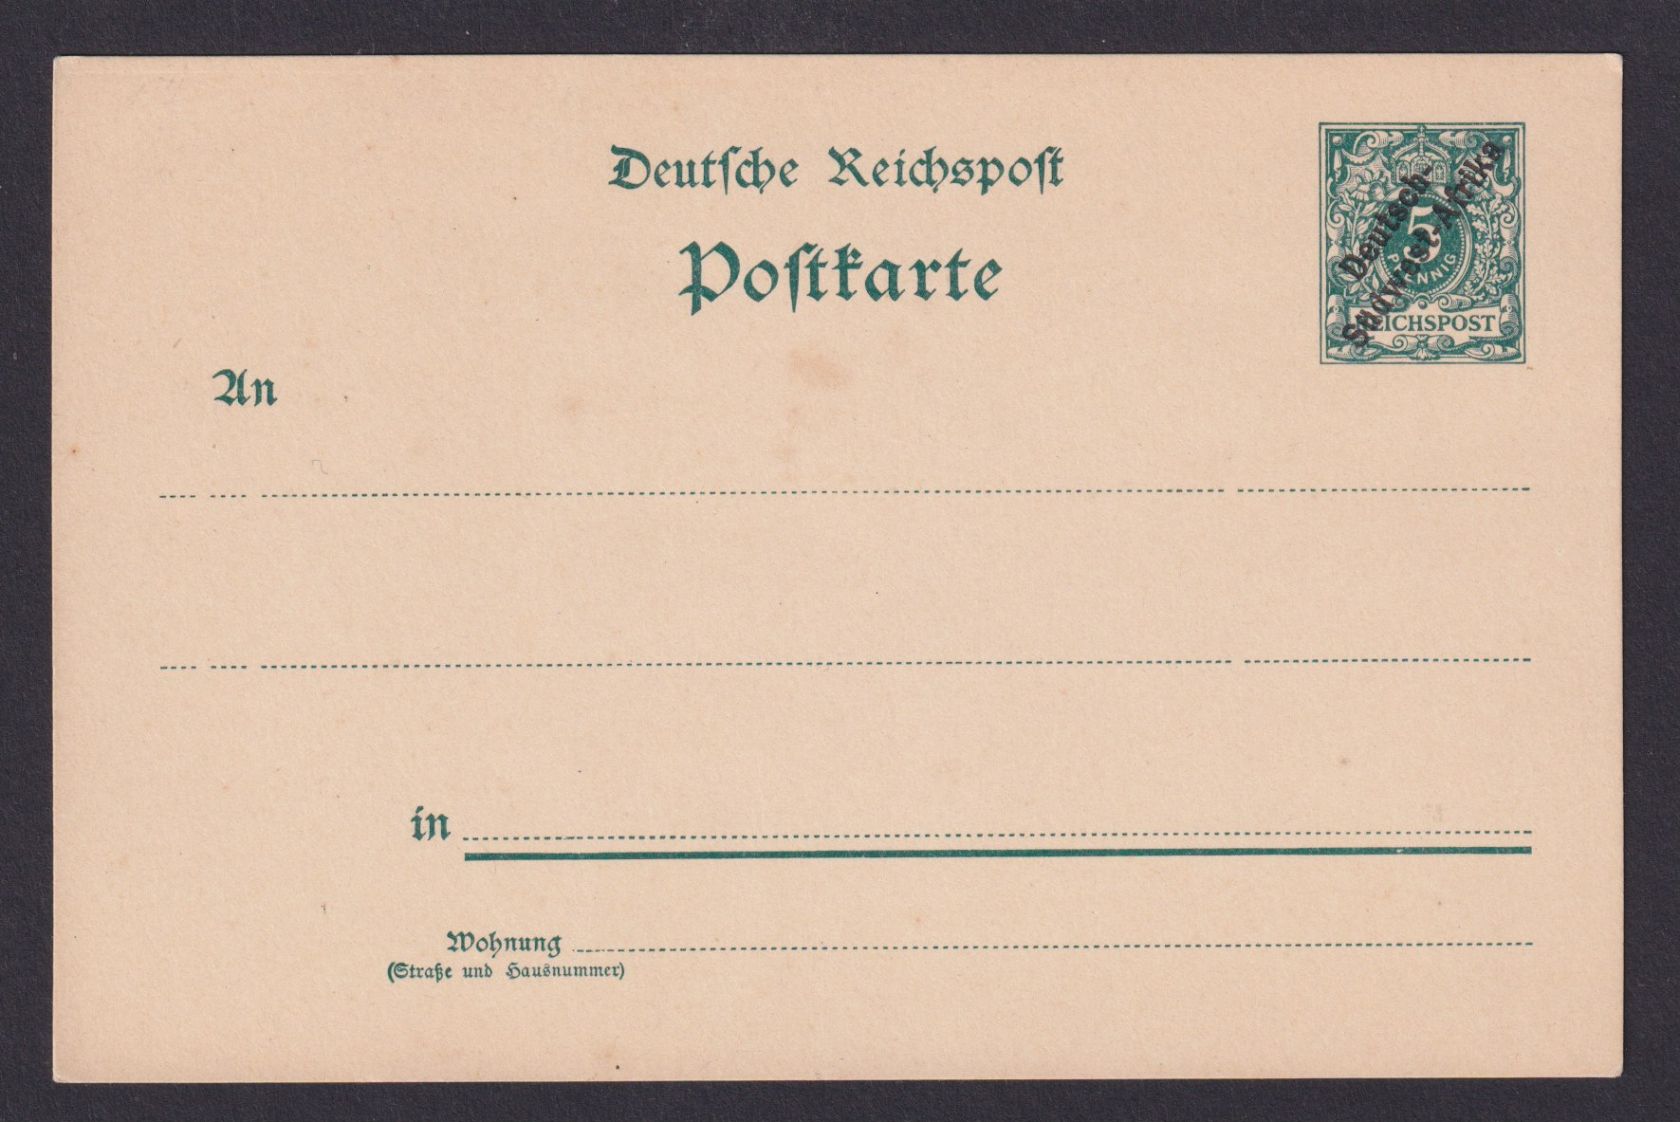 Deutſche Reichspoſt
Poſtkarte
Deutsch-
Südwest-Afrika
5
PFENNIG
REICHSPOST
An
in
Wohnung
(Straße und Hausnummer)